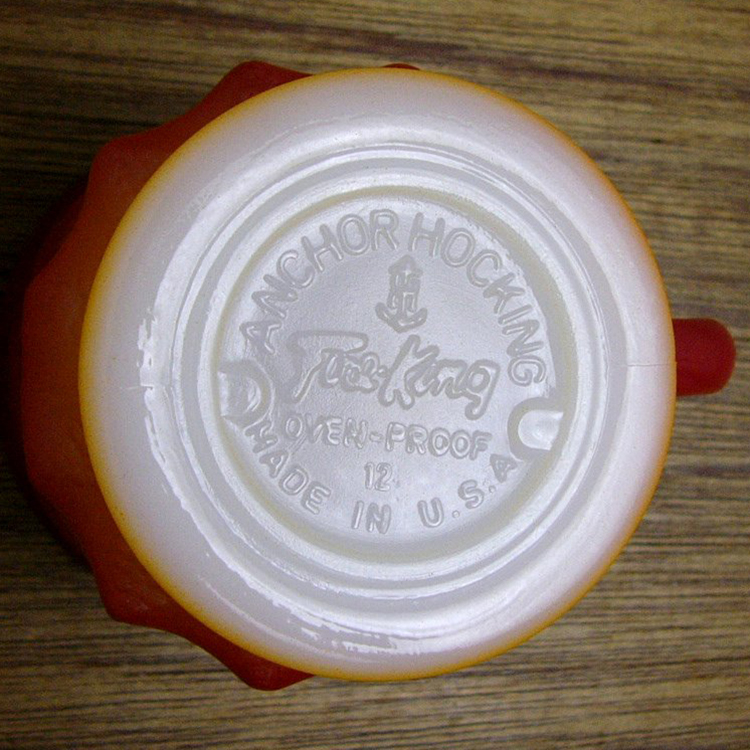 ANCHOR HOCKING
Fire-King
OVEN-PROOF
12
MADE IN U.S.A